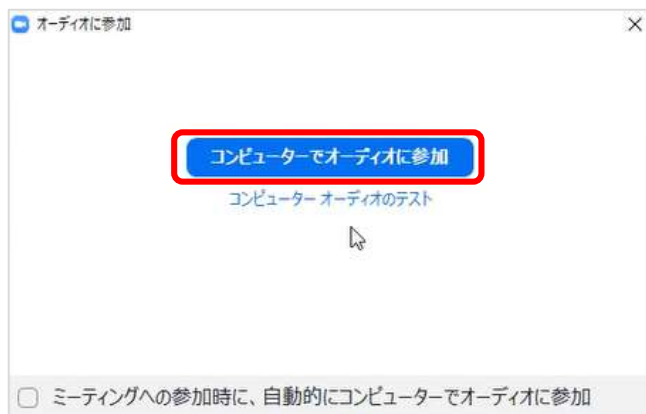 オーディオに参加
コンピューターでオーディオに参加
コンピューター オーディオのテスト
ミーティングへの参加時に、自動的にコンピューターでオーディオに参加